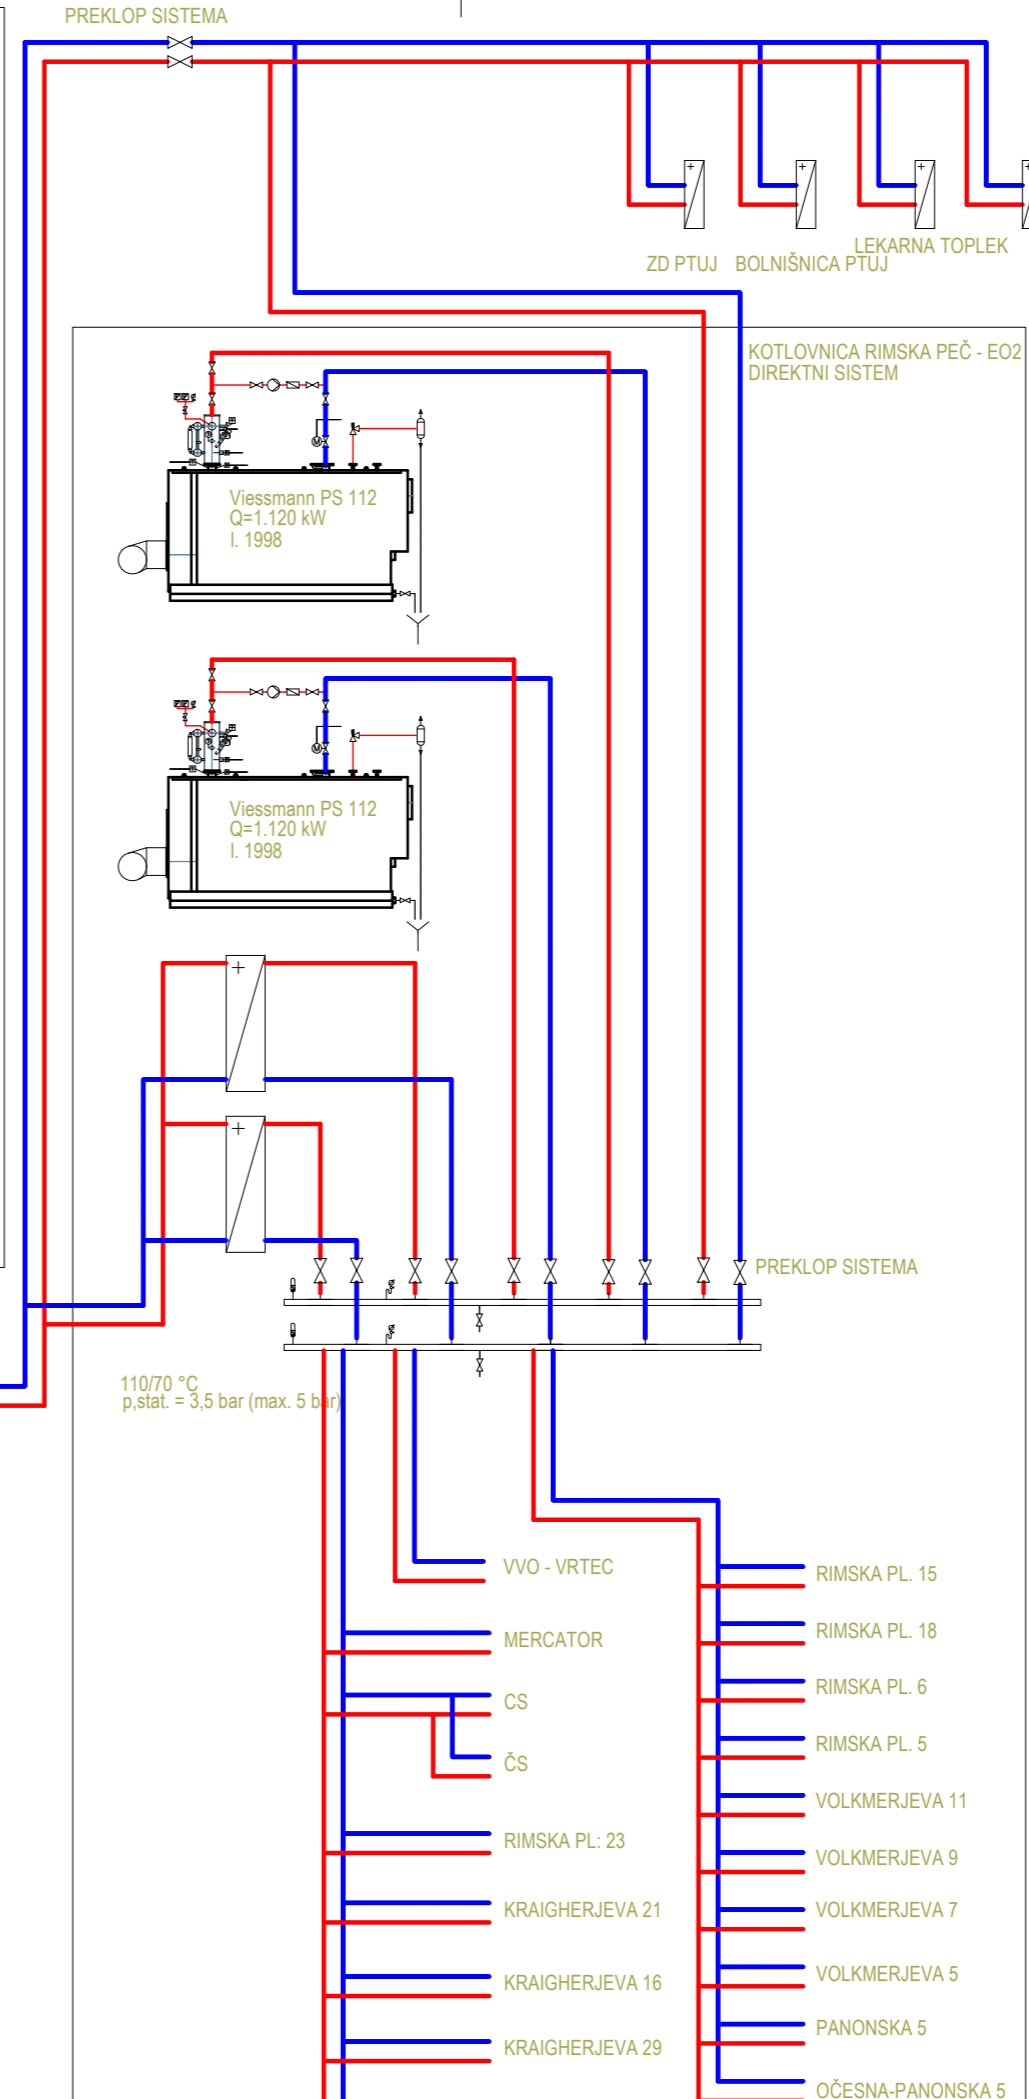 PREKLOP SISTEMA
ZD PTUJ
BOLNIŠNICA PTUJ
LEKARNA TOPLEK
KOTLOVNICA RIMSKA PEČ - EO2
DIREKTNI SISTEM
Viessmann PS 112
Q=1.120 kW
l. 1998
Viessmann PS 112
Q=1.120 kW
l. 1998
PREKLOP SISTEMA
110/70 °C
p,stat. = 3,5 bar (max. 5 bar)
VVO - VRTEC
MERCATOR
CS
ČS
RIMSKA PL: 23
KRAIGHERJEVA 21
KRAIGHERJEVA 16
KRAIGHERJEVA 29
RIMSKA PL. 15
RIMSKA PL. 18
RIMSKA PL. 6
RIMSKA PL. 5
VOLKMERJEVA 11
VOLKMERJEVA 9
VOLKMERJEVA 7
VOLKMERJEVA 5
PANONSKA 5
OČESNA-PANONSKA 5